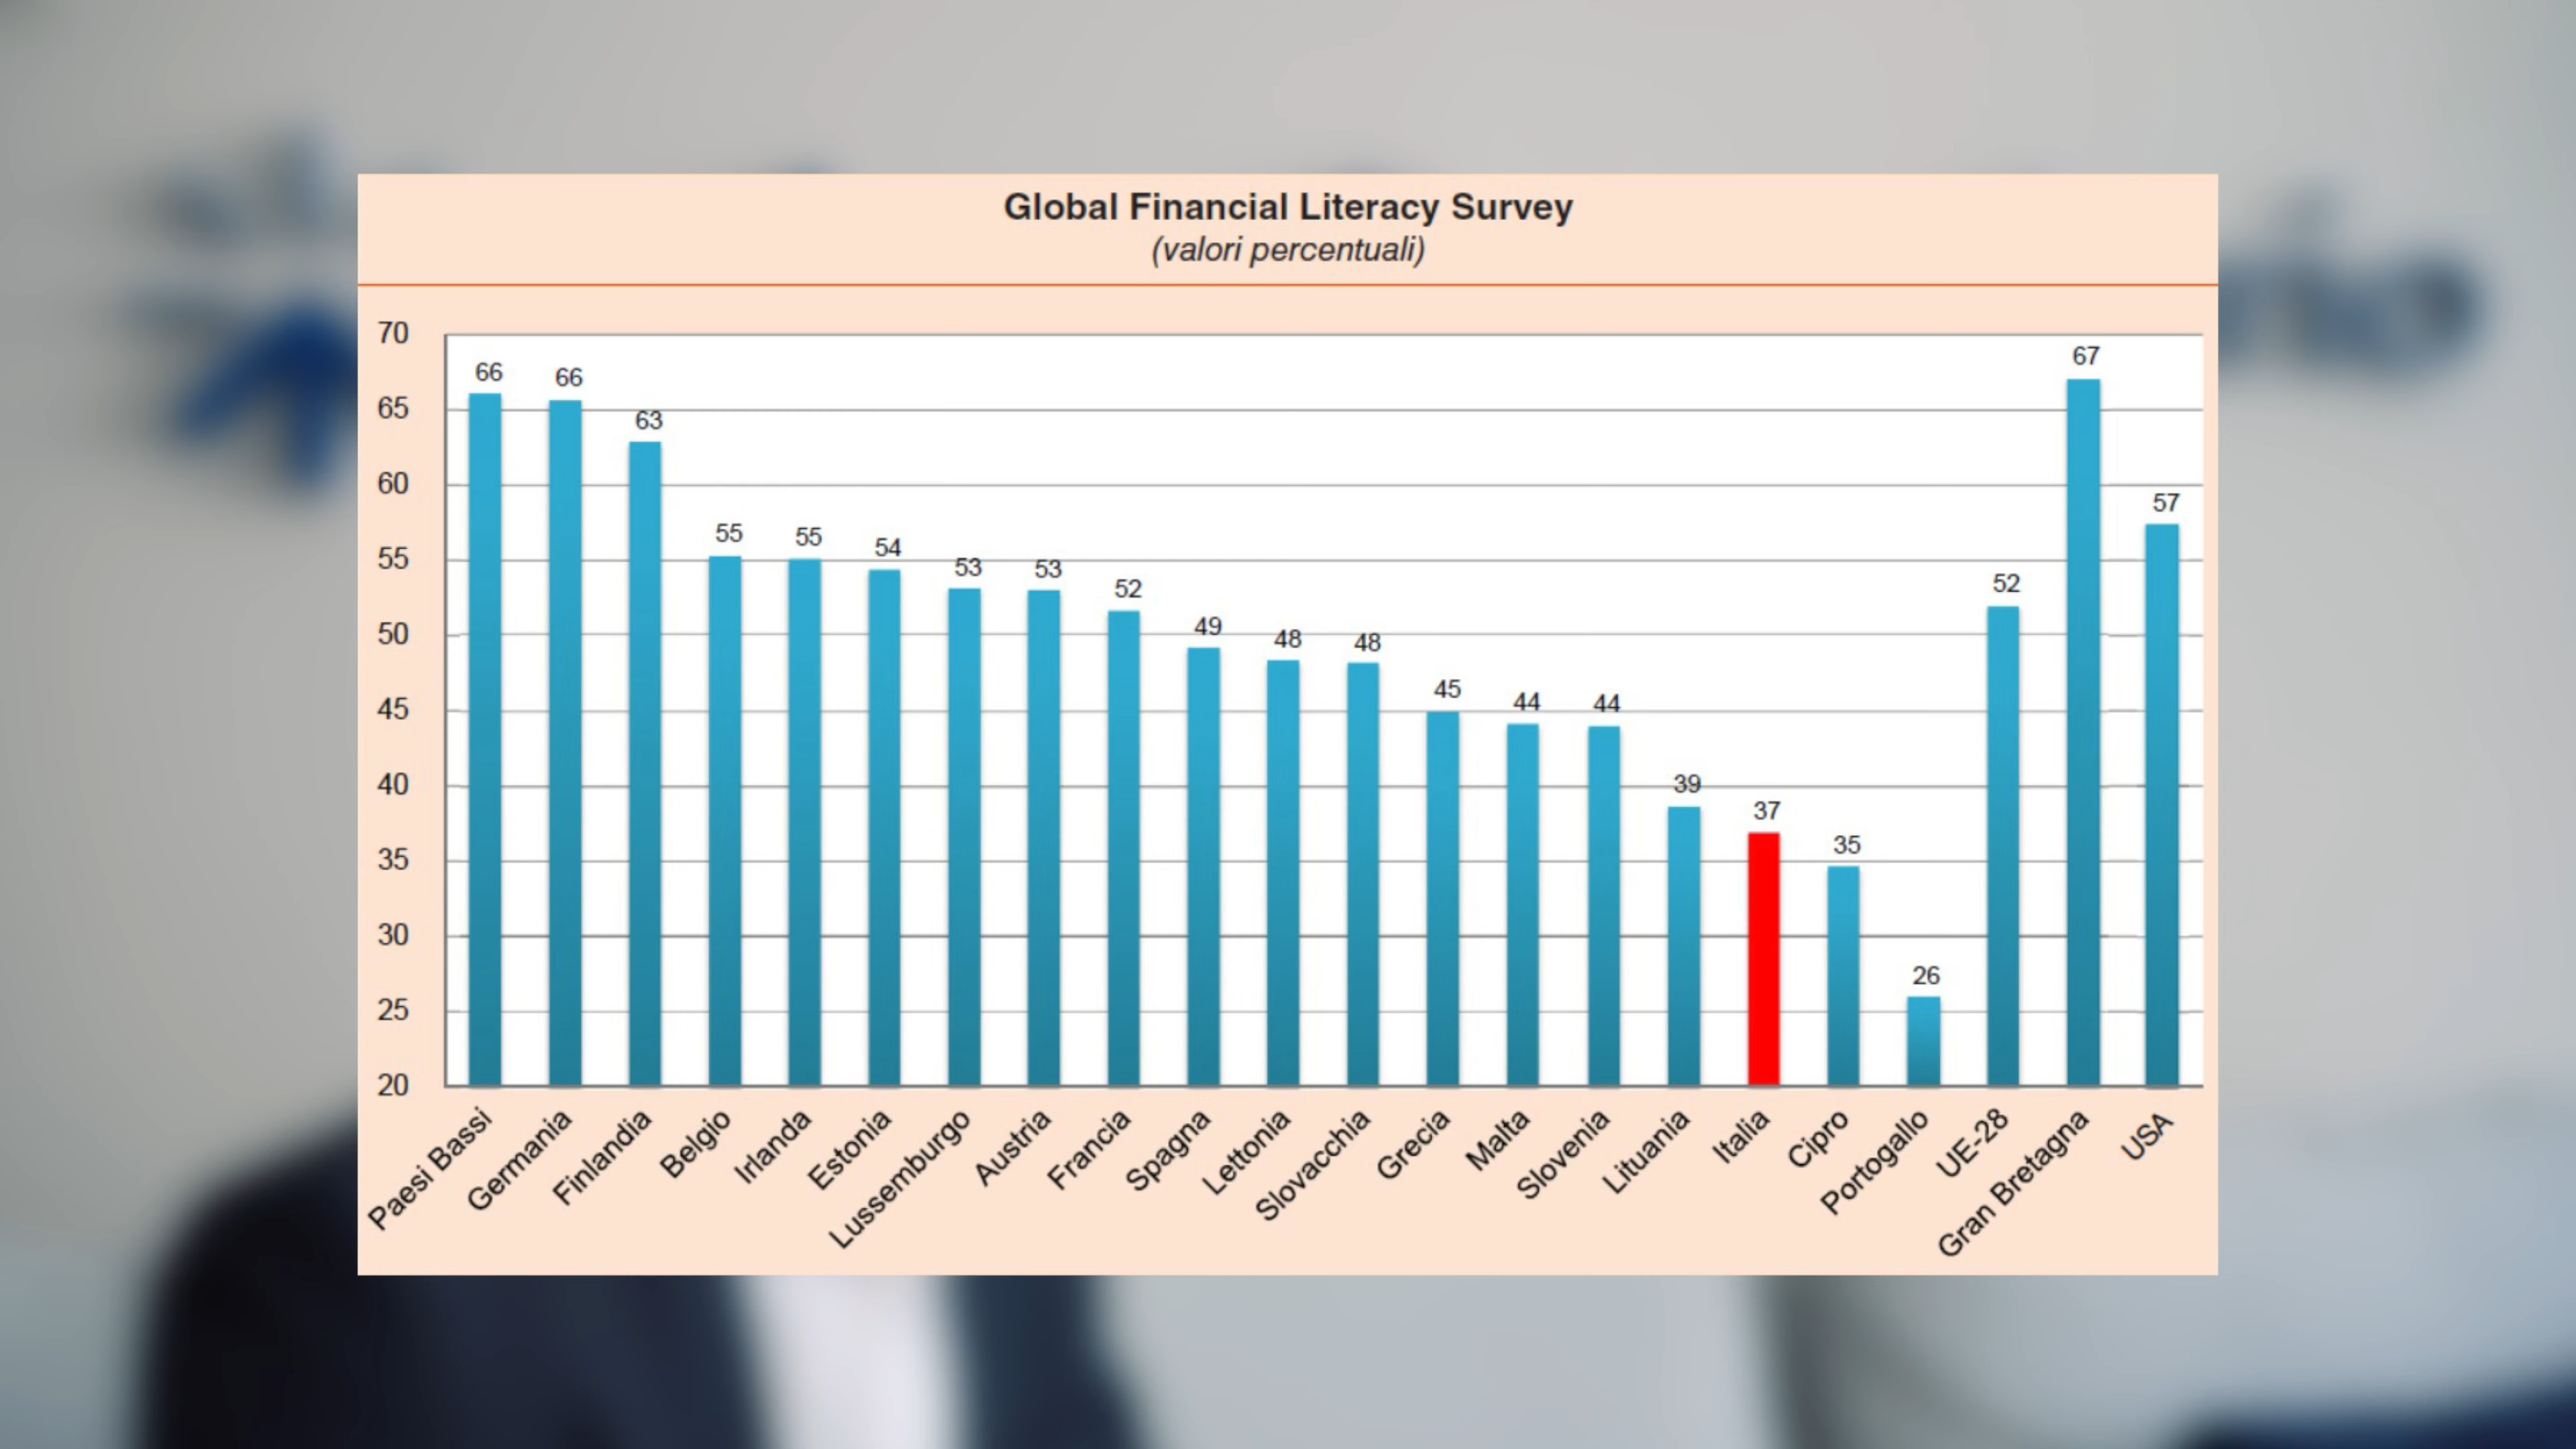 Global Financial Literacy Survey
(valori percentuali)
70
65
60
55
50
45
40
35
30
25
20
66
66
63
55
55
54
53
53
52
49
48
48
45
44
44
39
37
35
26
52
67
57
Paesi Bassi
Germania
Finlandia
Belgio
Irlanda
Estonia
Lussemburgo
Austria
Francia
Spagna
Lettonia
Slovacchia
Grecia
Malta
Slovenia
Lituania
Italia
Cipro
Portogallo
UE-28
Gran Bretagna
USA